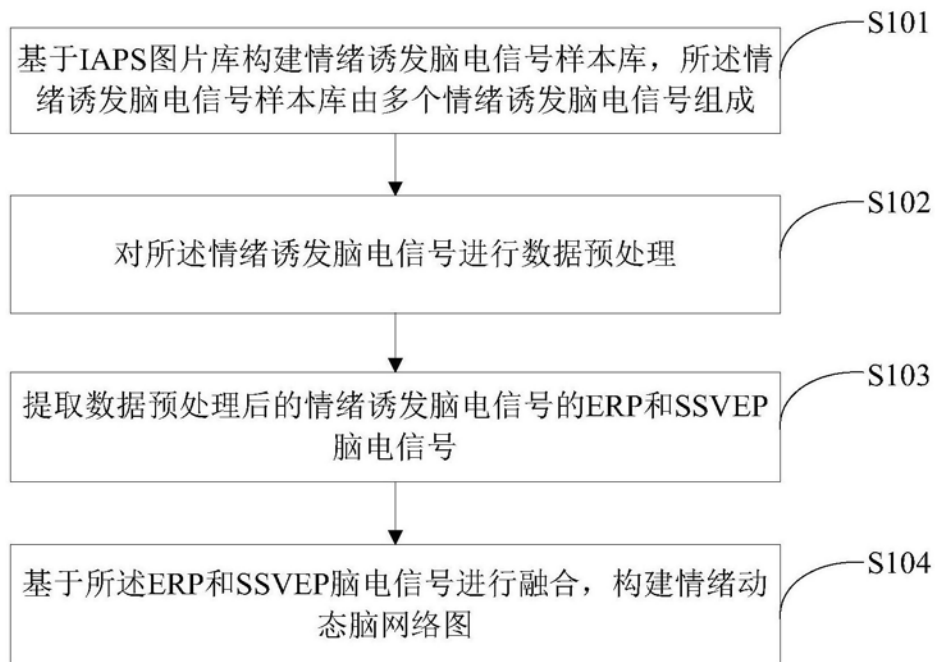 S101
基于IAPS图片库构建情绪诱发脑电信号样本库，所述情
绪诱发脑电信号样本库由多个情绪诱发脑电信号组成
S102
对所述情绪诱发脑电信号进行数据预处理
S103
提取数据预处理后的情绪诱发脑电信号的ERP和SSVEP
脑电信号
S104
基于所述ERP和SSVEP脑电信号进行融合，构建情绪动
态脑网络图